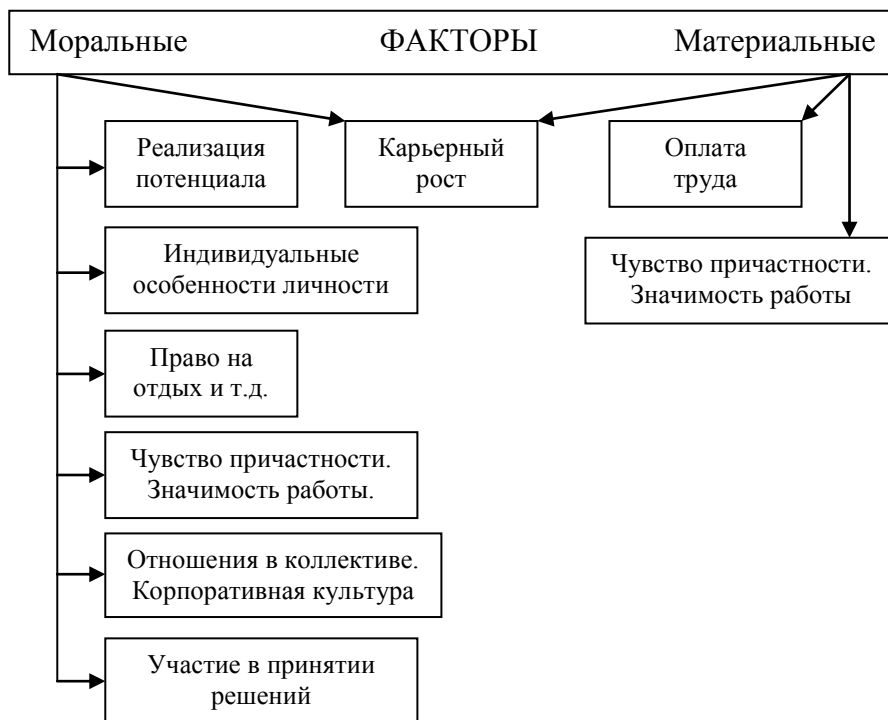 Моральные ФАКТОРЫ Материальные
Реализация
потенциала
Карьерный
рост
Оплата
труда
Индивидуальные
особенности личности
Чувство причастности.
Значимость работы
Право на
отдых и т.д.
Чувство причастности.
Значимость работы.
Отношения в коллективе.
Корпоративная культура
Участие в принятии
решений